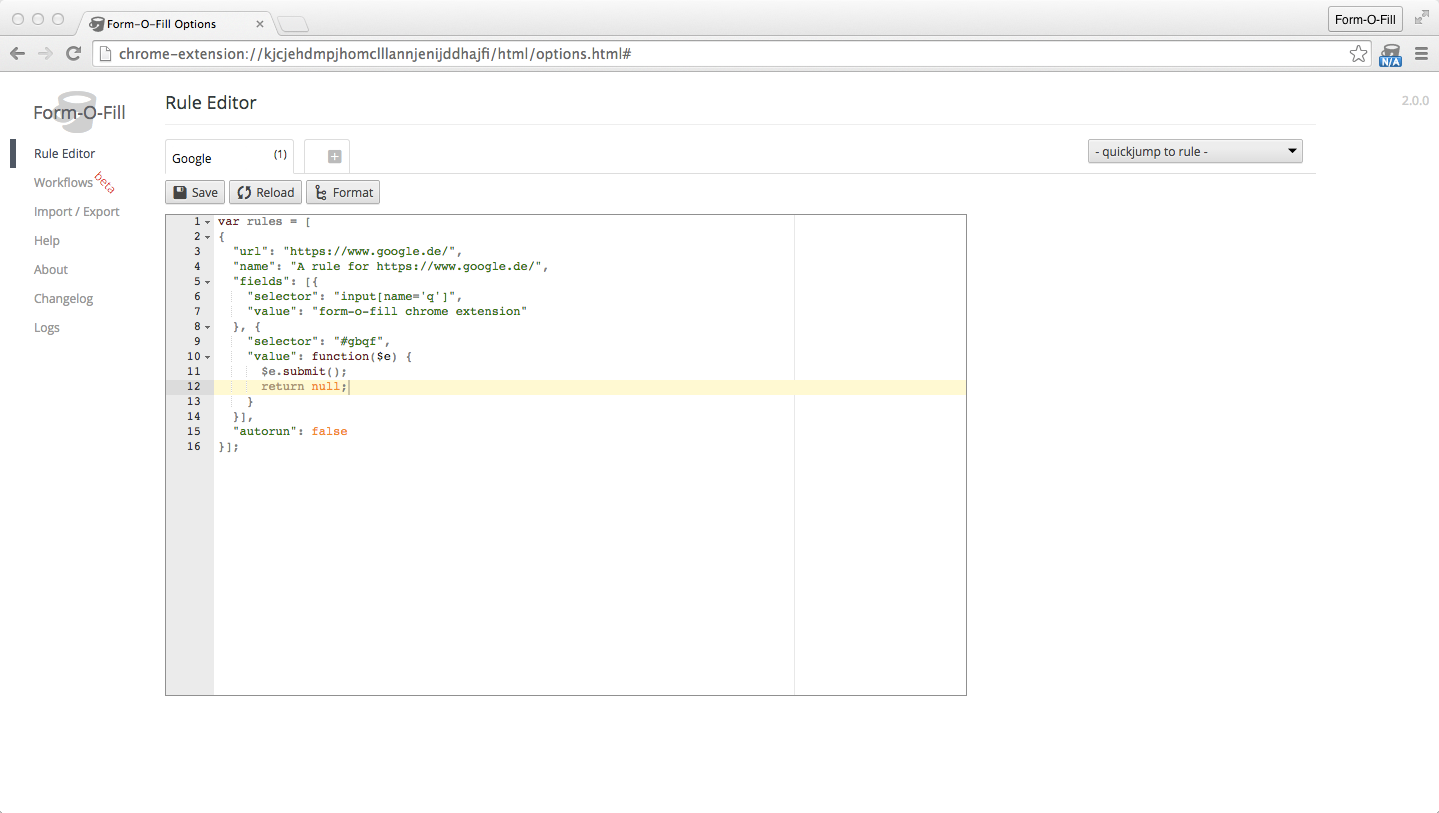 Form-O-Fill Options
Form-O-Fill
chrome-extension://kjcjehdmpjhomclllannjenijddhajfi/html/options.html#
N/A
Form-O-Fill
Rule Editor
2.0.0
Rule Editor
Workflows beta
Import / Export
Help
About
Changelog
Logs
Google (1)
- quickjump to rule -
Save Reload Format
1 var rules = [
2 {
3 "url": "https://www.google.de/",
4 "name": "A rule for https://www.google.de/",
5 "fields": [{
6 "selector": "input[name='q']",
7 "value": "form-o-fill chrome extension"
8 }, {
9 "selector": "#gbqf",
10 "value": function($e) {
11 $e.submit();
12 return null;
13 }
14 }],
15 "autorun": false
16 }];